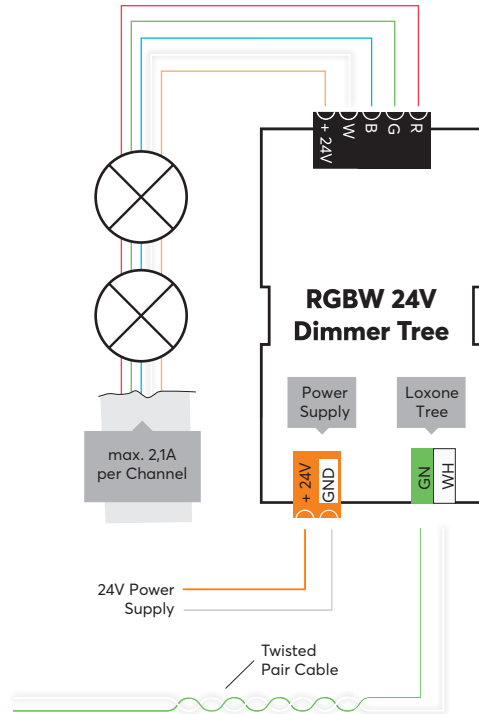 + 24V
W
B
G
R
RGBW 24V
Dimmer Tree
Power
Supply
Loxone
Tree
max. 2,1A
per Channel
+ 24V
GND
GN
WH
24V Power
Supply
Twisted
Pair Cable